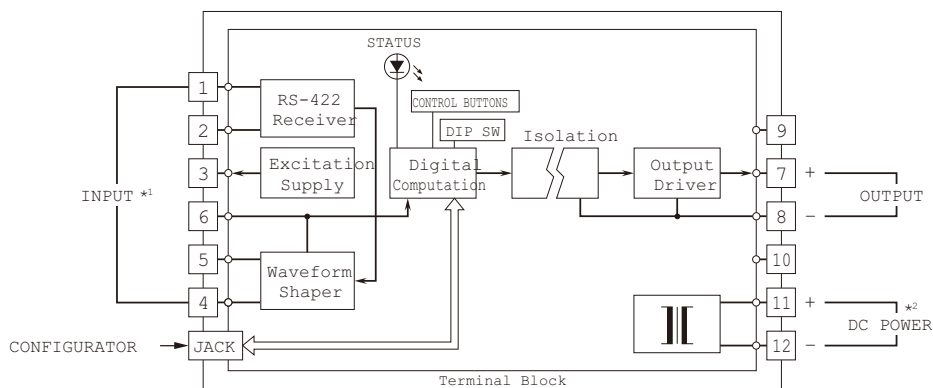 STATUS
1
RS-422
Receiver
CONTROL BUTTONS
2
DIP SW
Isolation
9
3
Excitation
Supply
Digital
Computation
Output
Driver
7
+
INPUT *1
OUTPUT
6
8
−
5
Waveform
Shaper
10
4
11
+
*2
DC POWER
CONFIGURATOR
JACK
12
−
Terminal Block